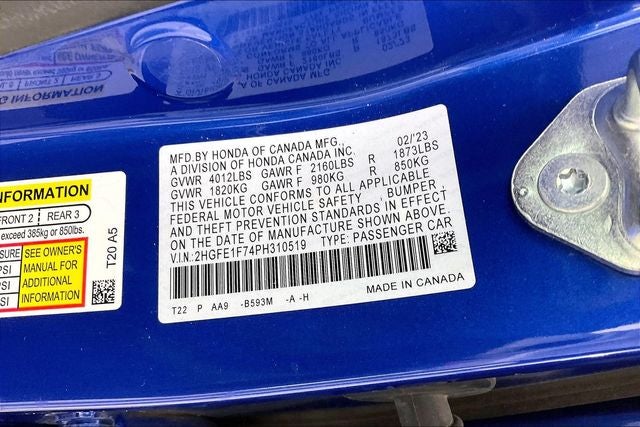 MFD.BY HONDA OF CANADA MFG., 02/23
A DIVISION OF HONDA CANADA INC.
GVWR 4012LBS GAWR F 2160LBS R 1873LBS
GVWR 1820KG GAWR F 980KG R 850KG
THIS VEHICLE CONFORMS TO ALL APPLICABLE
FEDERAL MOTOR VEHICLE SAFETY, BUMPER,
AND THEFT PREVENTION STANDARDS IN EFFECT
ON THE DATE OF MANUFACTURE SHOWN ABOVE.
V.I.N.:2HGFE1F74PH310519 TYPE: PASSENGER CAR
T22 P AA9 -B593M -A -H
MADE IN CANADA
INFORMATION
FRONT 2 REAR 3
exceed 385kg or 850lbs.
SEE OWNER'S
MANUAL FOR
ADDITIONAL
INFORMATION
T20 A5